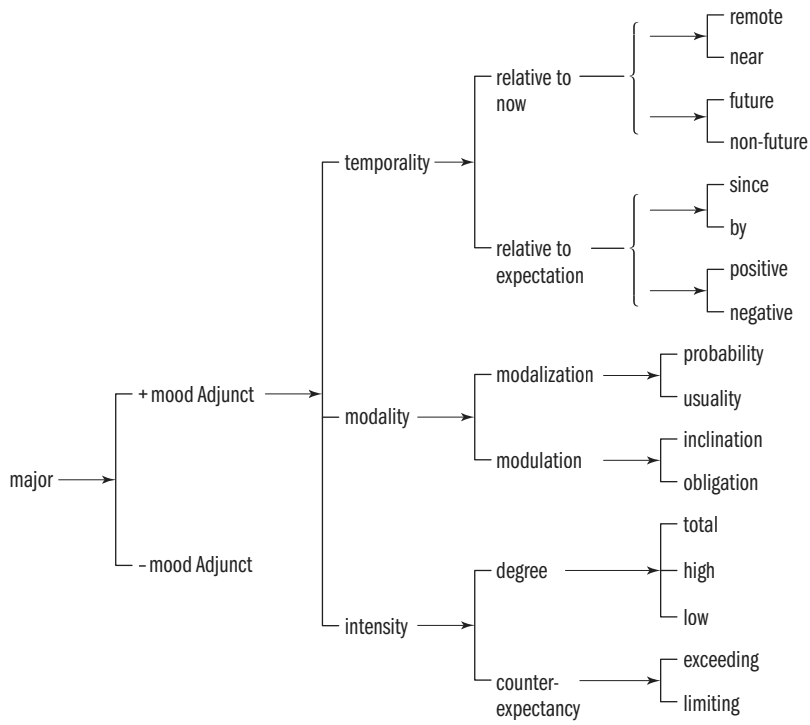 remote
near
relative to
now
future
non-future
temporality
since
by
relative to
expectation
positive
negative
probability
modalization
usuality
+ mood Adjunct
modality
inclination
modulation
obligation
major
total
– mood Adjunct
degree
high
low
intensity
exceeding
counter-
expectancy
limiting